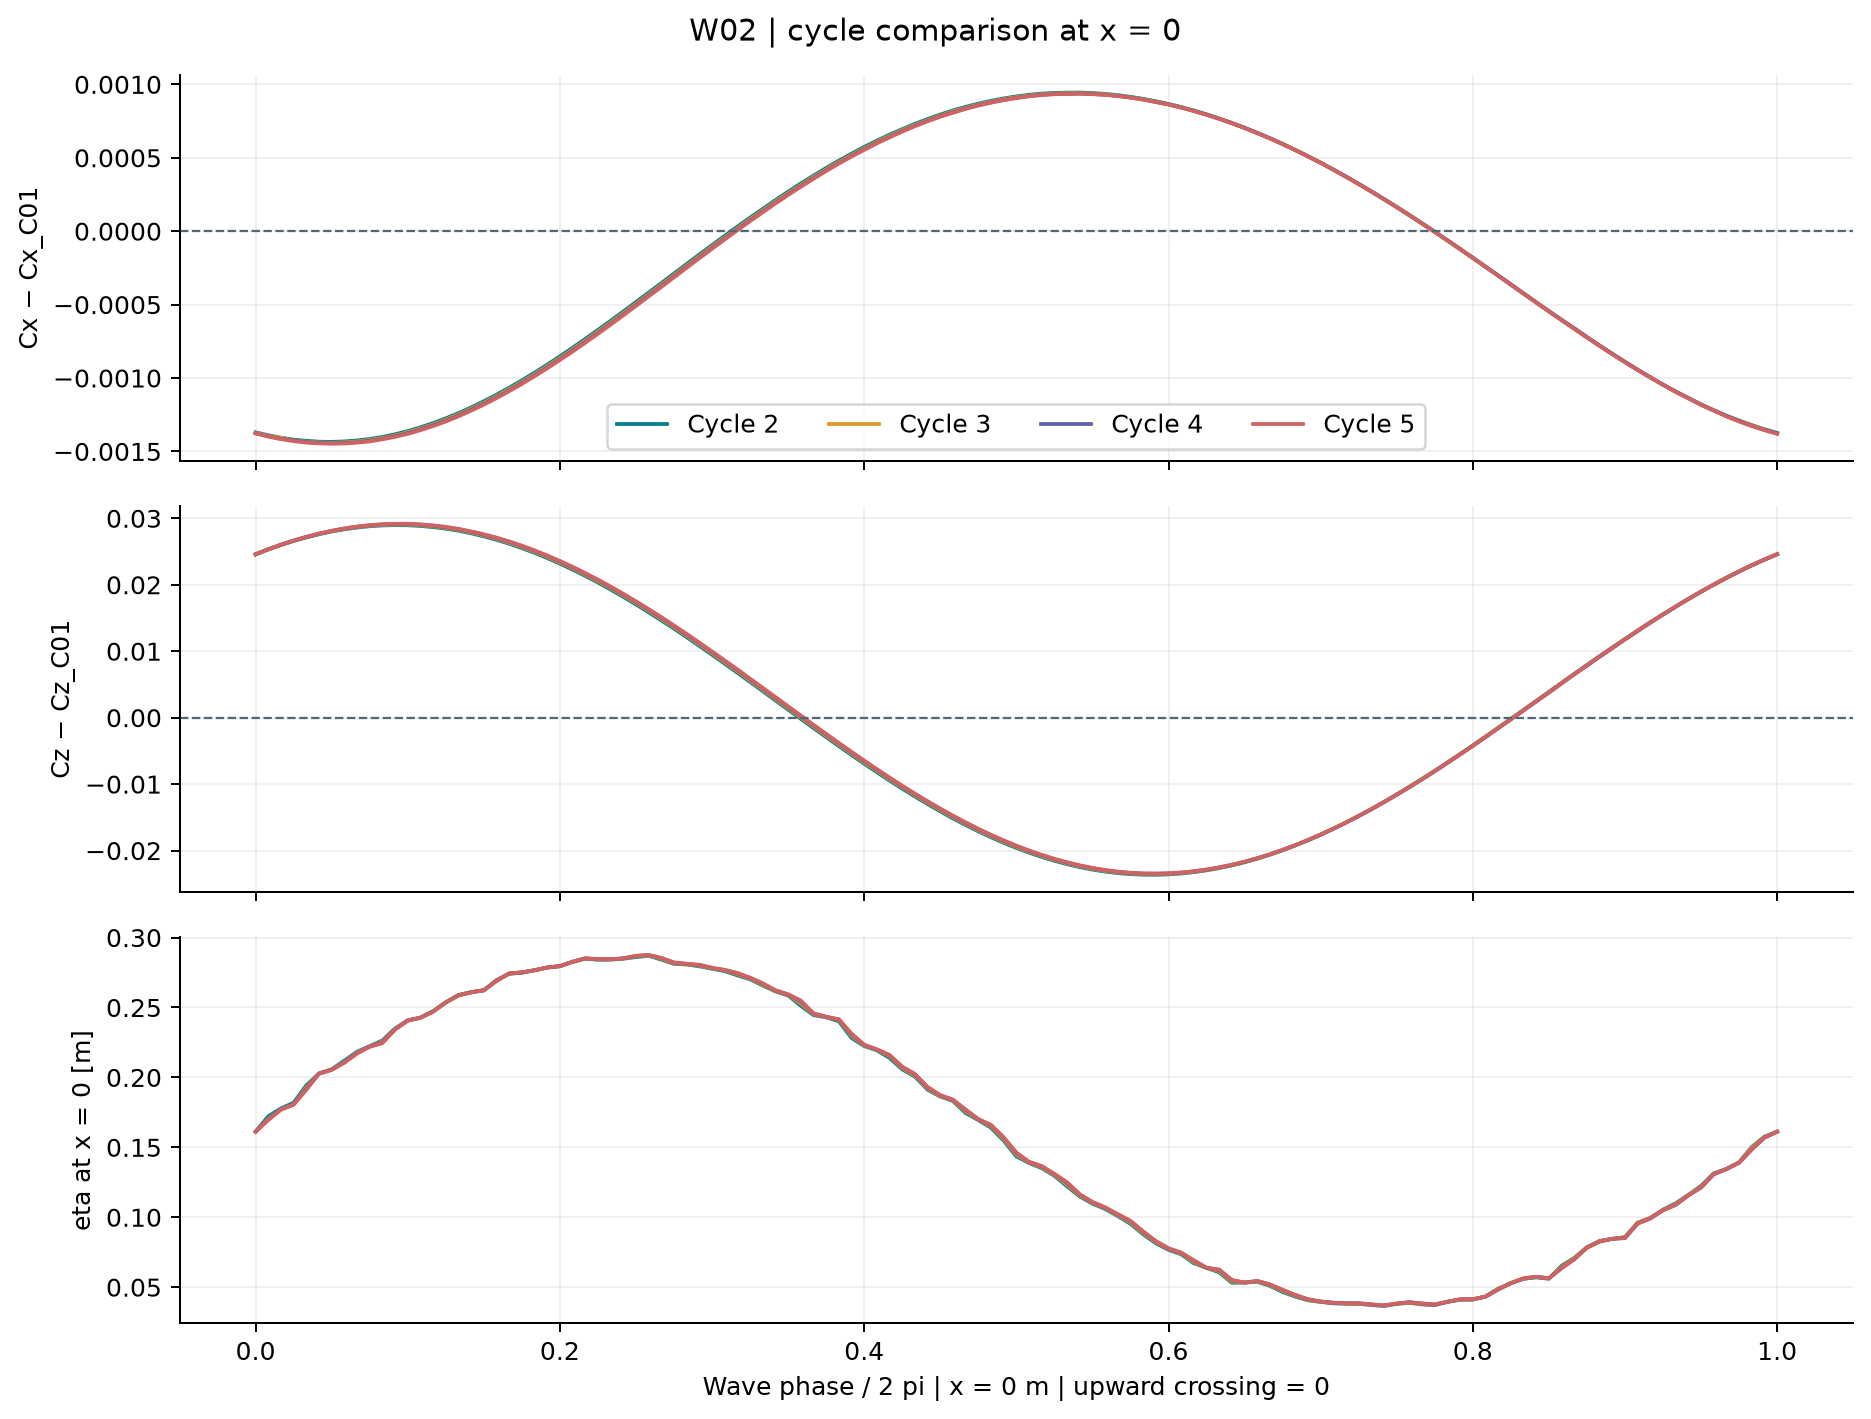 W02 | cycle comparison at x = 0
Cx − Cx_C01
0.0010
0.0005
0.0000
−0.0005
−0.0010
−0.0015
Cycle 2 Cycle 3 Cycle 4 Cycle 5
Cz − Cz_C01
0.03
0.02
0.01
0.00
−0.01
−0.02
eta at x = 0 [m]
0.30
0.25
0.20
0.15
0.10
0.05
0.0 0.2 0.4 0.6 0.8 1.0
Wave phase / 2 pi | x = 0 m | upward crossing = 0